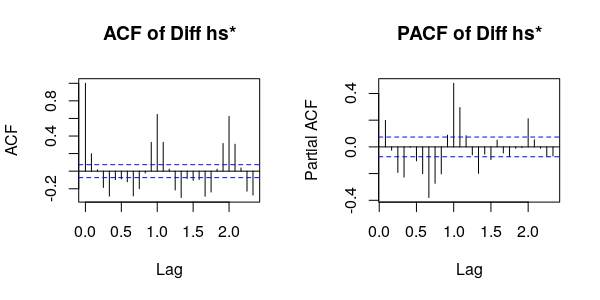 ACF of Diff hs*
ACF
-0.2 0.4 0.8
0.0 0.5 1.0 1.5 2.0
Lag
PACF of Diff hs*
Partial ACF
-0.4 0.0 0.4
0.0 0.5 1.0 1.5 2.0
Lag